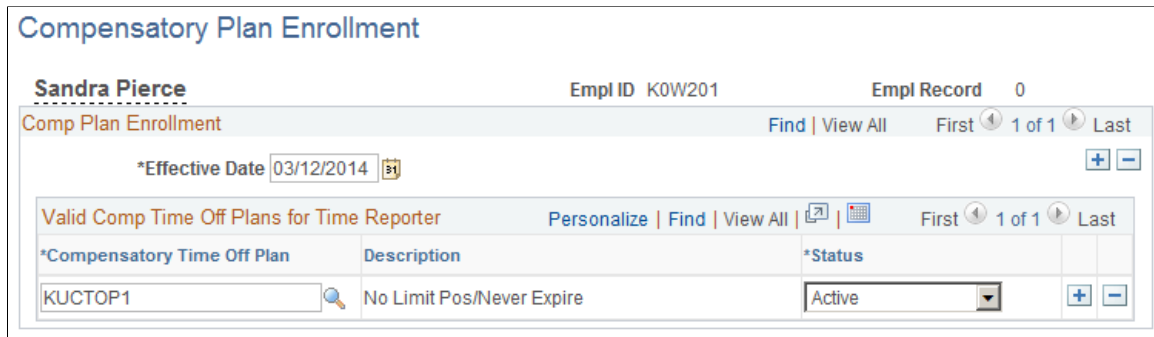 Compensatory Plan Enrollment
Sandra Pierce Empl ID K0W201 Empl Record 0
Comp Plan Enrollment Find | View All First 1 of 1 Last
*Effective Date 03/12/2014 31
Valid Comp Time Off Plans for Time Reporter Personalize | Find | View All | | First 1 of 1 Last
*Compensatory Time Off Plan Description *Status
KUCTOP1 No Limit Pos/Never Expire Active